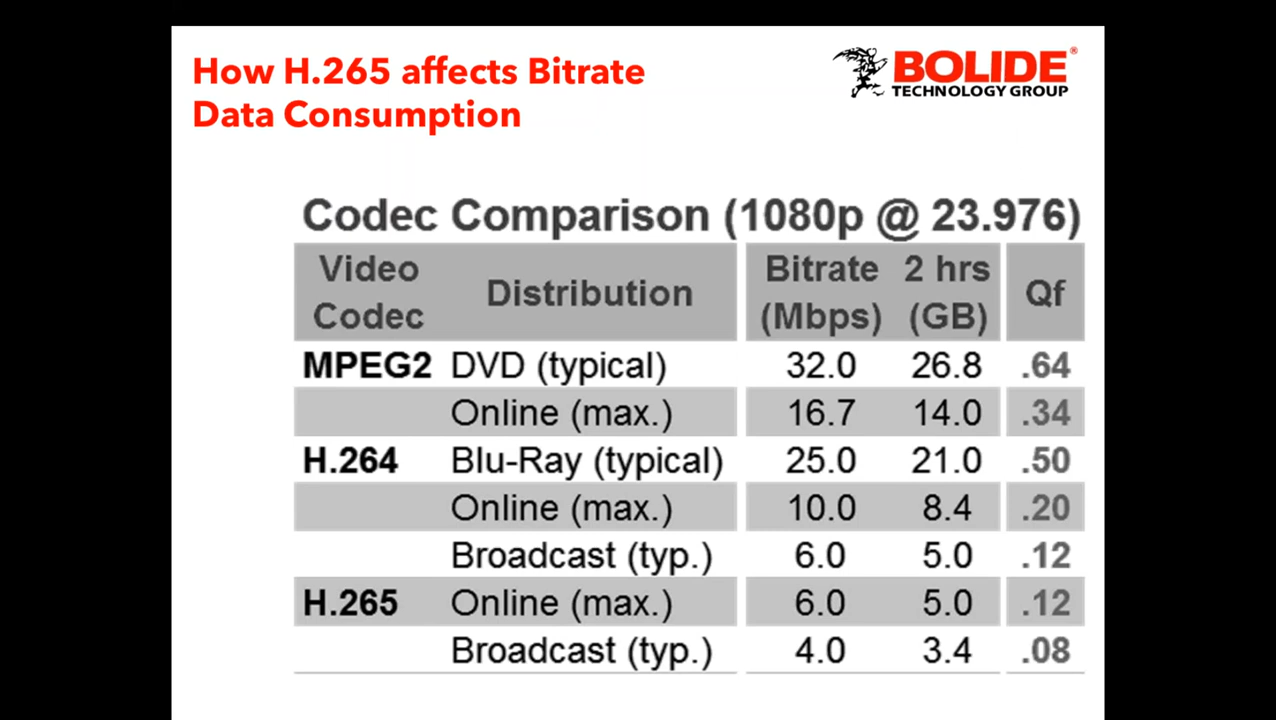 How H.265 affects Bitrate
Data Consumption
BOLIDE®
TECHNOLOGY GROUP
Codec Comparison (1080p @ 23.976)
Video Codec Distribution Bitrate (Mbps) 2 hrs (GB) Qf
MPEG2 DVD (typical) 32.0 26.8 .64
Online (max.) 16.7 14.0 .34
H.264 Blu-Ray (typical) 25.0 21.0 .50
Online (max.) 10.0 8.4 .20
Broadcast (typ.) 6.0 5.0 .12
H.265 Online (max.) 6.0 5.0 .12
Broadcast (typ.) 4.0 3.4 .08